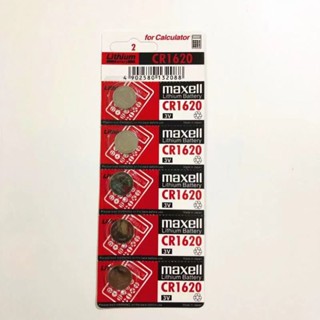 for Calculator
2
Lithium
CR1620
4 902580 132088
maxell
Lithium Battery
CR1620
3V
maxell
Lithium Battery
CR1620
3V
maxell
Lithium Battery
CR1620
3V
maxell
Lithium Battery
CR1620
3V
maxell
Lithium Battery
CR1620
3V